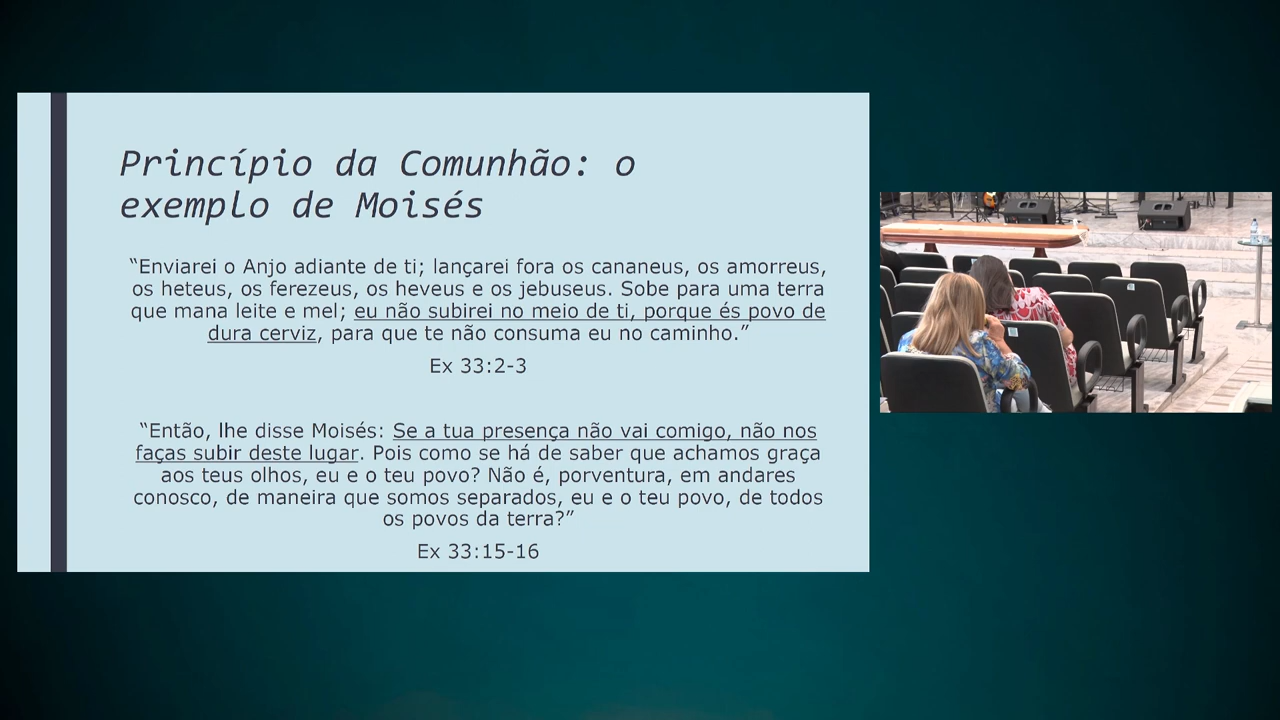 Princípio da Comunhão: o
exemplo de Moisés
“Enviarei o Anjo adiante de ti; lançarei fora os cananeus, os amorreus,
os heteus, os ferezeus, os heveus e os jebuseus. Sobe para uma terra
que mana leite e mel; eu não subirei no meio de ti, porque és povo de
dura cerviz, para que te não consuma eu no caminho.”
Ex 33:2-3
“Então, lhe disse Moisés: Se a tua presença não vai comigo, não nos
faças subir deste lugar. Pois como se há de saber que achamos graça
aos teus olhos, eu e o teu povo? Não é, porventura, em andares
conosco, de maneira que somos separados, eu e o teu povo, de todos
os povos da terra?”
Ex 33:15-16